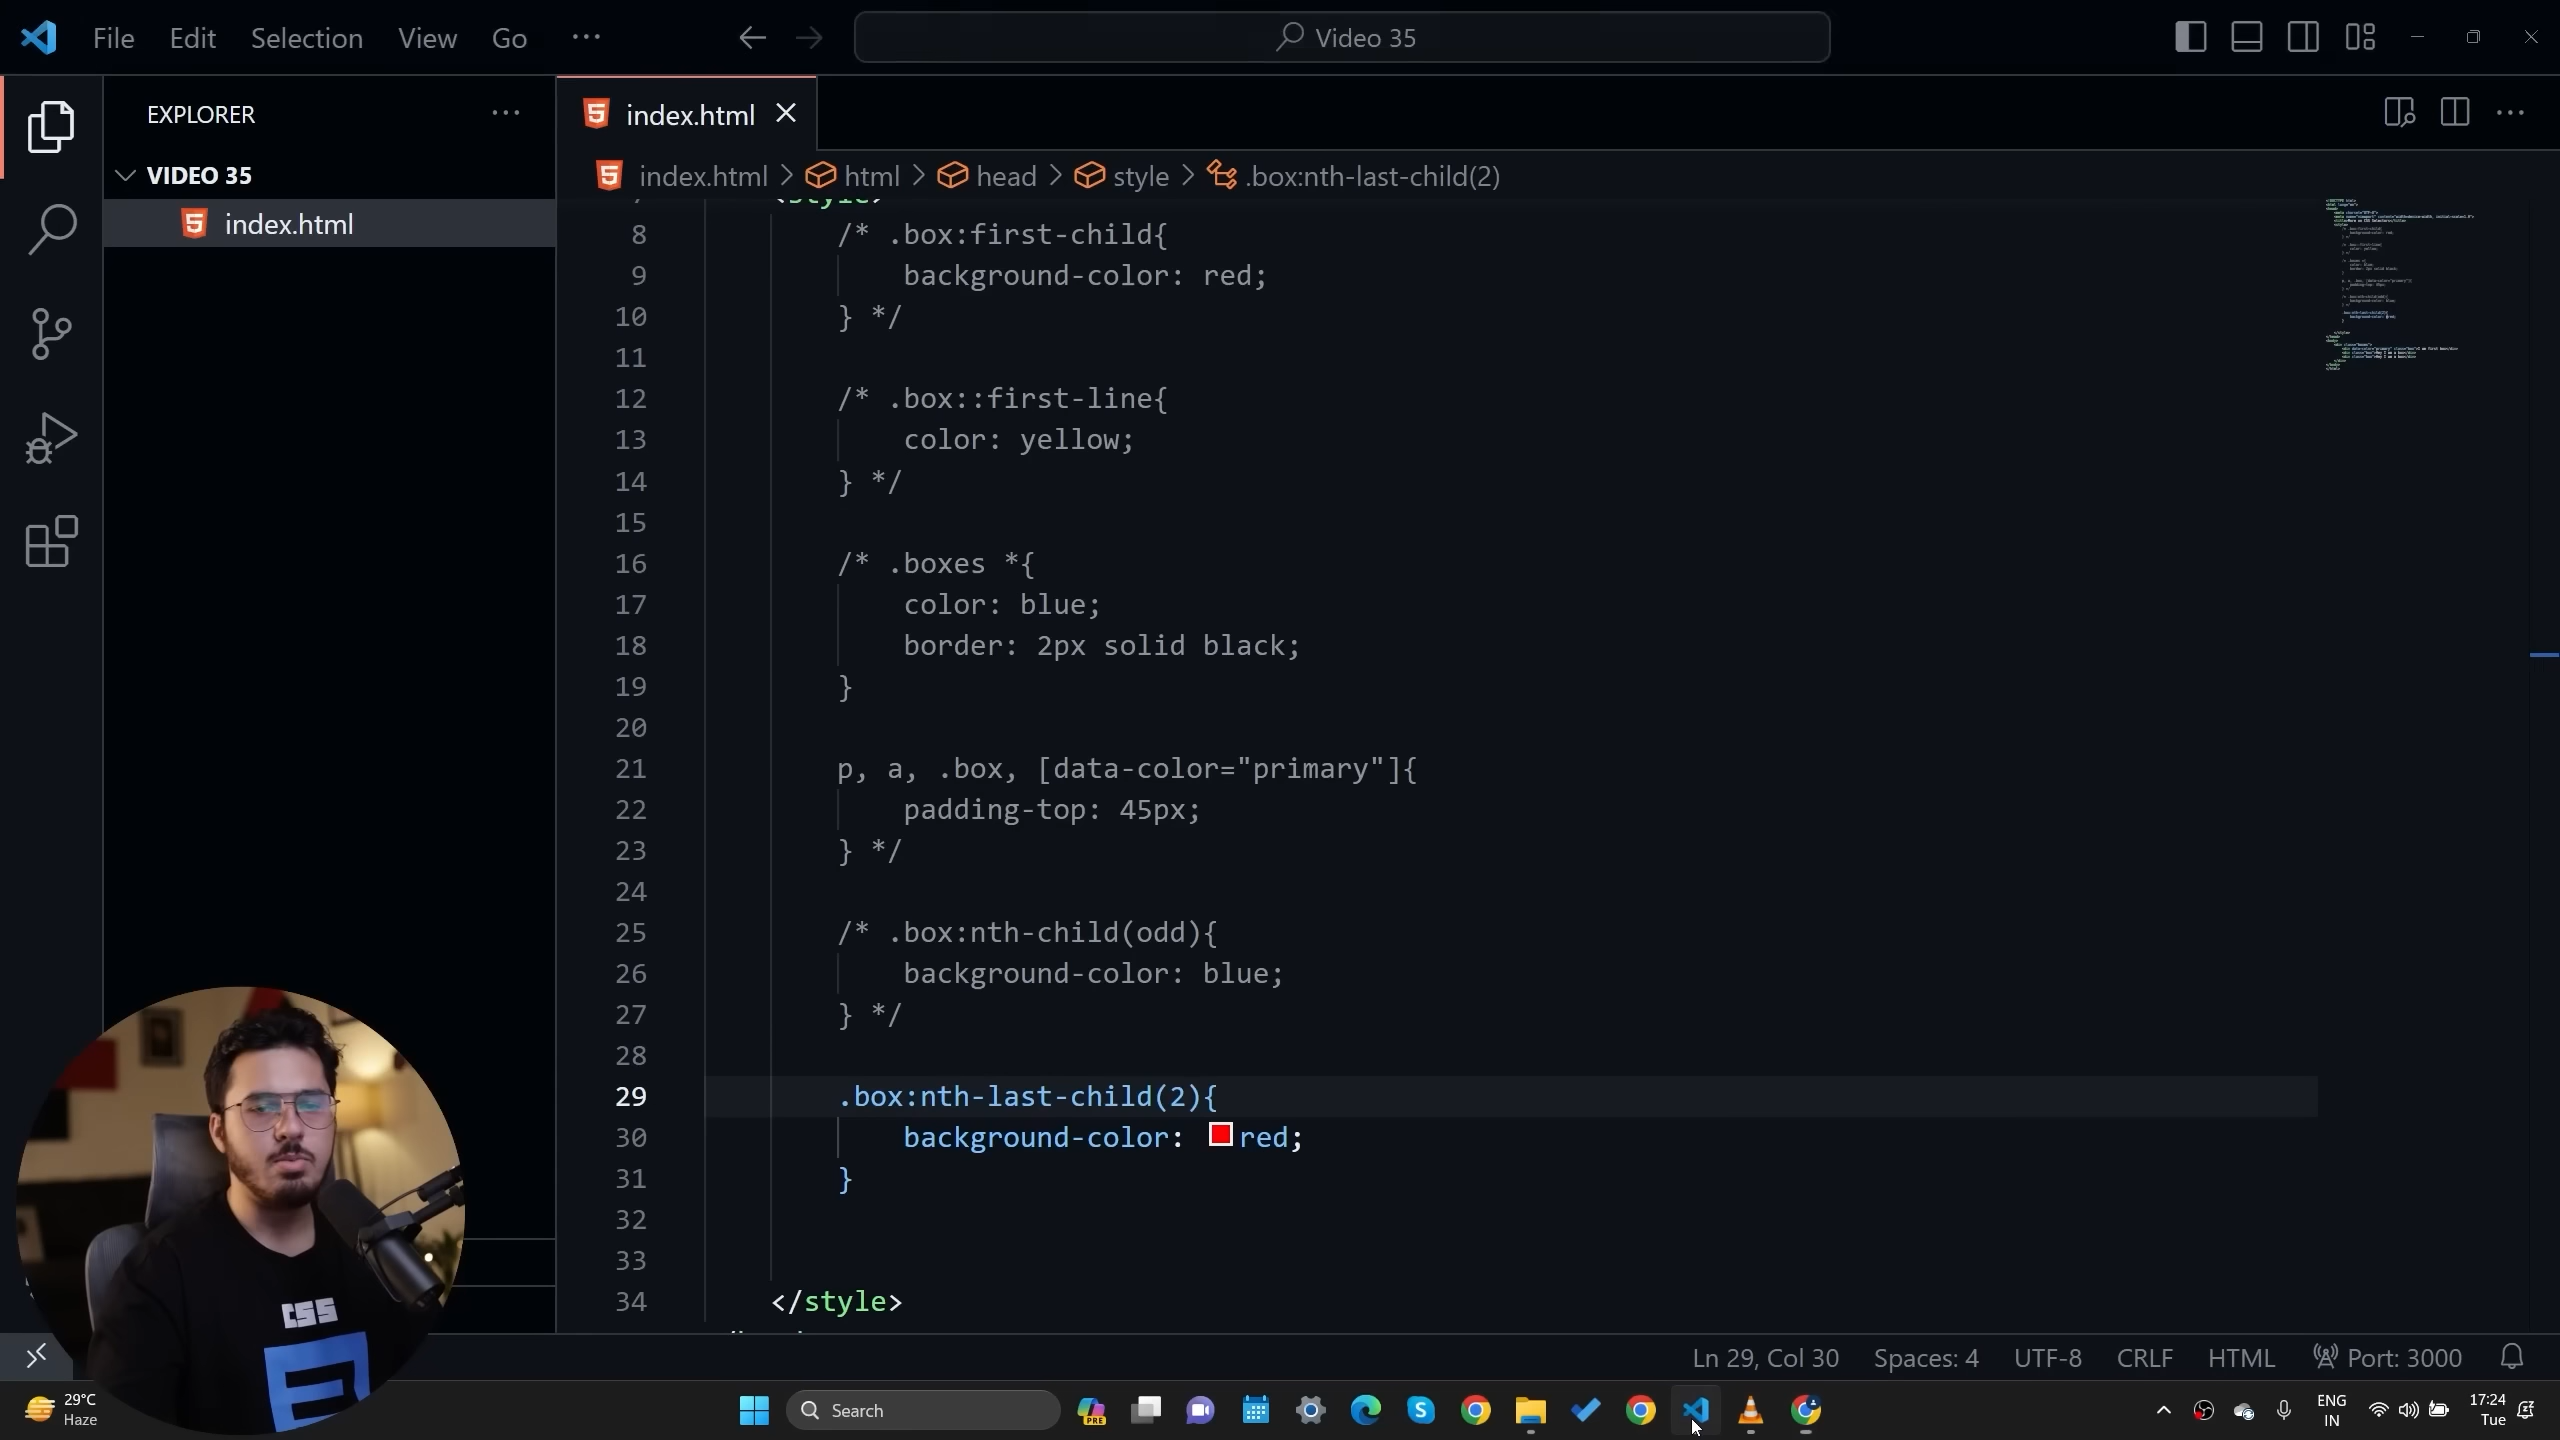 File Edit Selection View Go ···
Video 35
EXPLORER ···
index.html
VIDEO 35
index.html
index.html > html > head > style > .box:nth-last-child(2)
8 /* .box:first-child{
9 background-color: red;
10 } */
11
12 /* .box::first-line{
13 color: yellow;
14 } */
15
16 /* .boxes *{
17 color: blue;
18 border: 2px solid black;
19 }
20
21 p, a, .box, [data-color="primary"]{
22 padding-top: 45px;
23 } */
24
25 /* .box:nth-child(odd){
26 background-color: blue;
27 } */
28
29 .box:nth-last-child(2){
30 background-color: red;
31 }
32
33
34 </style>
CSS
Ln 29, Col 30 Spaces: 4 UTF-8 CRLF HTML Port: 3000
29°C
Haze
Search
PRE
ENG
IN
17:24
Tue